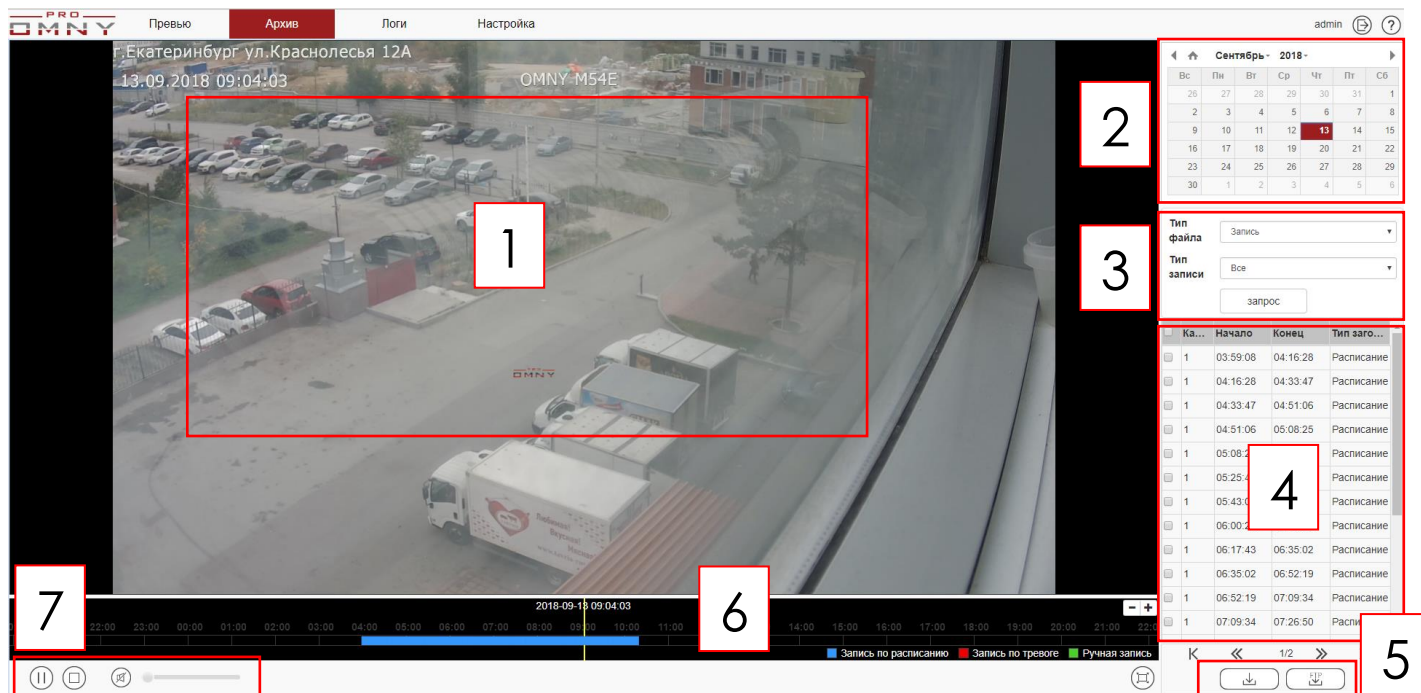 PRO
OMNY
Превью Архив Логи Настройка admin
г.Екатеринбург ул.Краснолесья 12А
13.09.2018 09:04:03 OMNY M54E
1
2
Сентябрь 2018
Вс Пн Вт Ср Чт Пт Сб
26 27 28 29 30 31 1
2 3 4 5 6 7 8
9 10 11 12 13 14 15
16 17 18 19 20 21 22
23 24 25 26 27 28 29
30 1 2 3 4 5 6
3
Тип файла Запись
Тип записи Все
запрос
Ка... Начало Конец Тип заго...
1 03:59:08 04:16:28 Расписание
1 04:16:28 04:33:47 Расписание
1 04:33:47 04:51:06 Расписание
1 04:51:06 05:08:25 Расписание
1 Расписание
1 Расписание
1 Расписание
1 Расписание
1 06:17:43 06:35:02 Расписание
1 06:35:02 06:52:19 Расписание
1 06:52:19 07:09:34 Расписание
1 07:09:34 07:26:50
4
PRO
OMNY
Любимая!
6
7
2018-09-13 09:04:03
22:00 23:00 00:00 01:00 02:00 03:00 04:00 05:00 06:00 07:00 08:00 09:00 10:00 11:00 14:00 15:00 16:00 17:00 18:00 19:00 20:00 21:00
Запись по расписанию Запись по тревоге Ручная запись
1/2
5